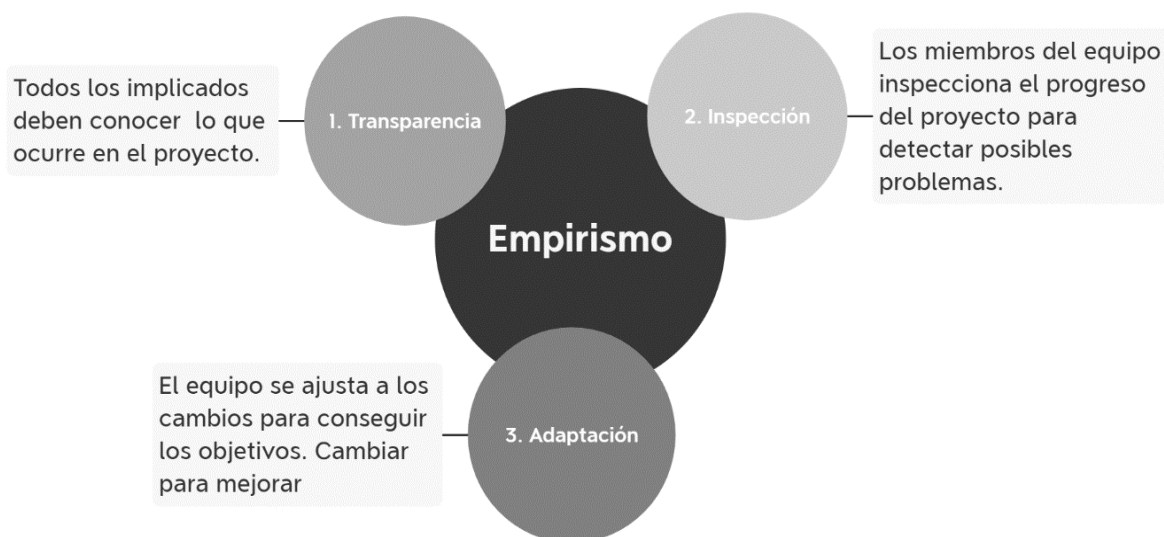 Todos los implicados
deben conocer lo que
ocurre en el proyecto.
1. Transparencia
2. Inspección
Los miembros del equipo
inspecciona el progreso
del proyecto para
detectar posibles
problemas.
Empirismo
El equipo se ajusta a los
cambios para conseguir
los objetivos. Cambiar
para mejorar
3. Adaptación